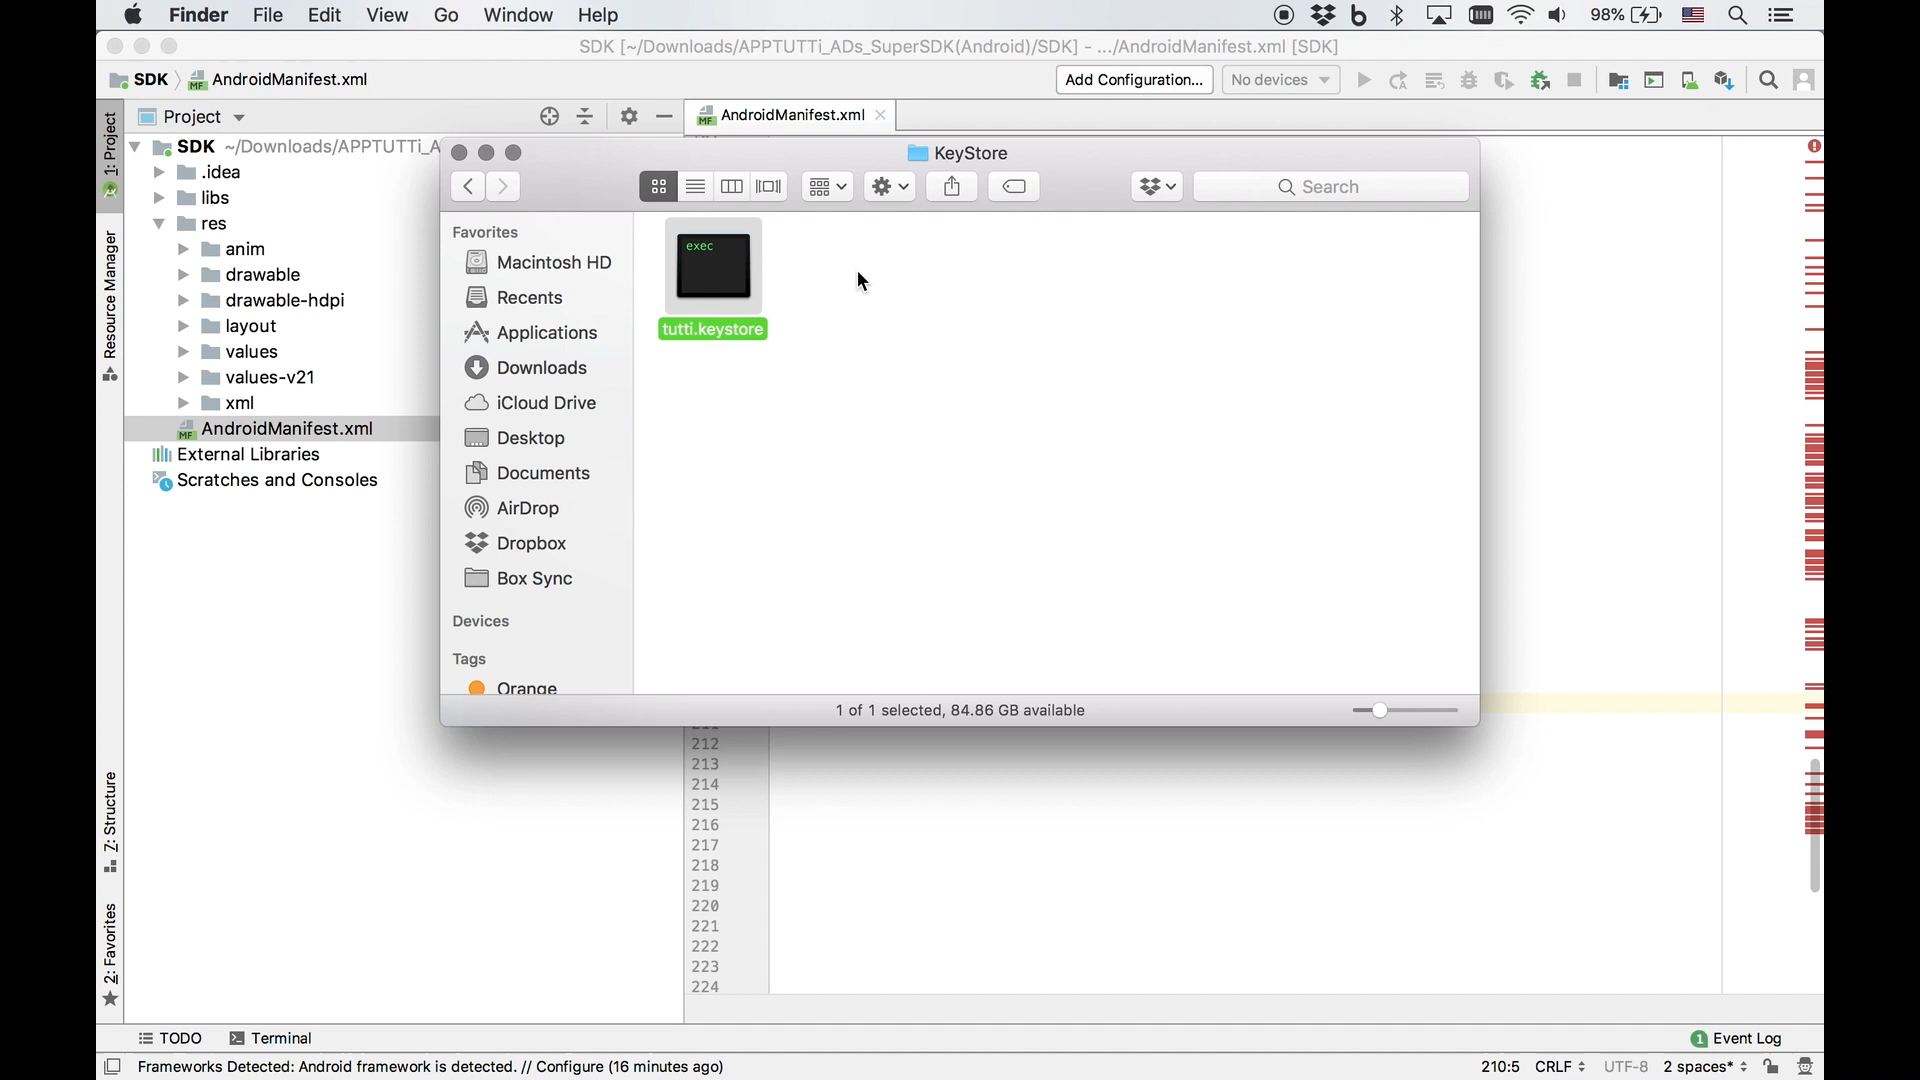 Finder File Edit View Go Window Help 98%
SDK [~/Downloads/APPTUTTi_ADs_SuperSDK(Android)/SDK] - .../AndroidManifest.xml [SDK]
SDK AndroidManifest.xml Add Configuration... No devices
Project AndroidManifest.xml
1: Project
Resource Manager
7: Structure
2: Favorites
SDK ~/Downloads/APPTUTTi_A
.idea
libs
res
anim
drawable
drawable-hdpi
layout
values
values-v21
xml
AndroidManifest.xml
External Libraries
Scratches and Consoles
KeyStore
Search
Favorites
Macintosh HD
Recents
Applications
Downloads
iCloud Drive
Desktop
Documents
AirDrop
Dropbox
Box Sync
Devices
Tags
Orange
exec
tutti.keystore
1 of 1 selected, 84.86 GB available
212
213
214
215
216
217
218
219
220
221
222
223
224
TODO Terminal 1 Event Log
Frameworks Detected: Android framework is detected. // Configure (16 minutes ago) 210:5 CRLF UTF-8 2 spaces*